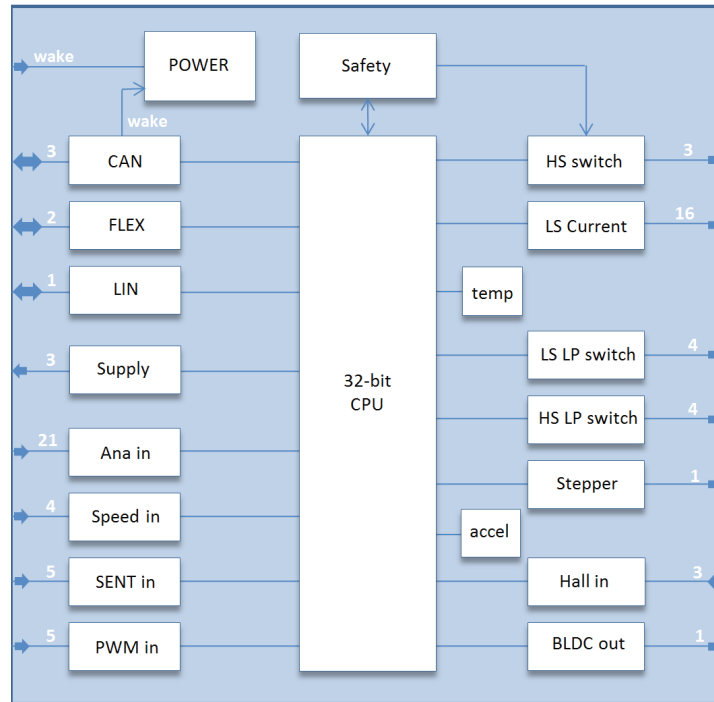 wake
POWER
Safety
wake
3
CAN
HS switch
3
2
FLEX
LS Current
16
1
LIN
temp
3
Supply
32-bit
CPU
LS LP switch
4
HS LP switch
4
21
Ana in
Stepper
1
4
Speed in
accel
5
SENT in
Hall in
3
5
PWM in
BLDC out
1